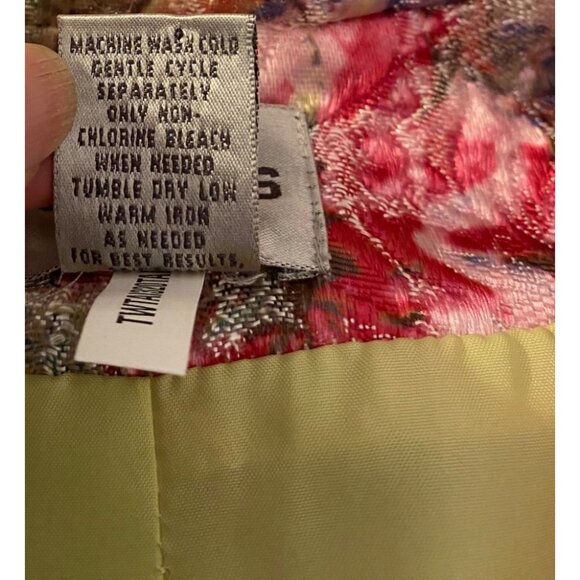 MACHINE WASH COLD
GENTLE CYCLE
SEPARATELY
ONLY NON-
CHLORINE BLEACH
WHEN NEEDED
TUMBLE DRY LOW
WARM IRON
AS NEEDED
FOR BEST RESULTS,
S